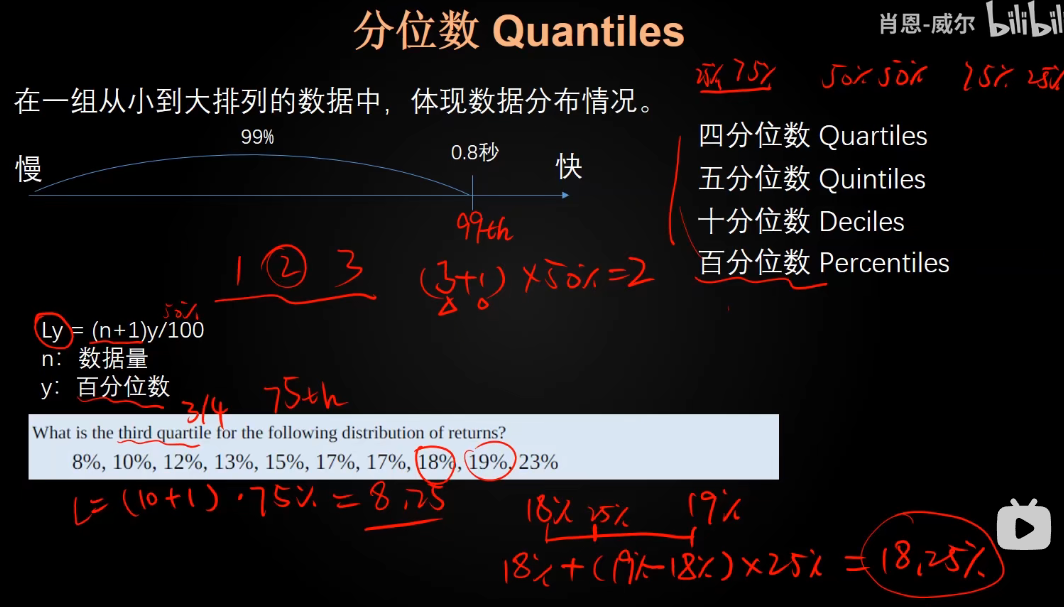 分位数 Quantiles
肖恩-威尔 bilibil
25% 75% 50% 50% 75% 25%
在一组从小到大排列的数据中，体现数据分布情况。
99%
慢
0.8秒
快
99th
四分位数 Quartiles
五分位数 Quintiles
十分位数 Deciles
百分位数 Percentiles
1 2 3 (3+1) ×50%=2
50%
Ly = (n+1)y/100
n： 数据量
y： 百分位数
3/4 75th
What is the third quartile for the following distribution of returns?
8%, 10%, 12%, 13%, 15%, 17%, 17%, 18%, 19%, 23%
L= (10+1) · 75% = 8.25
18% 25% 19%
18% + (19%-18%) × 25% = 18.25%